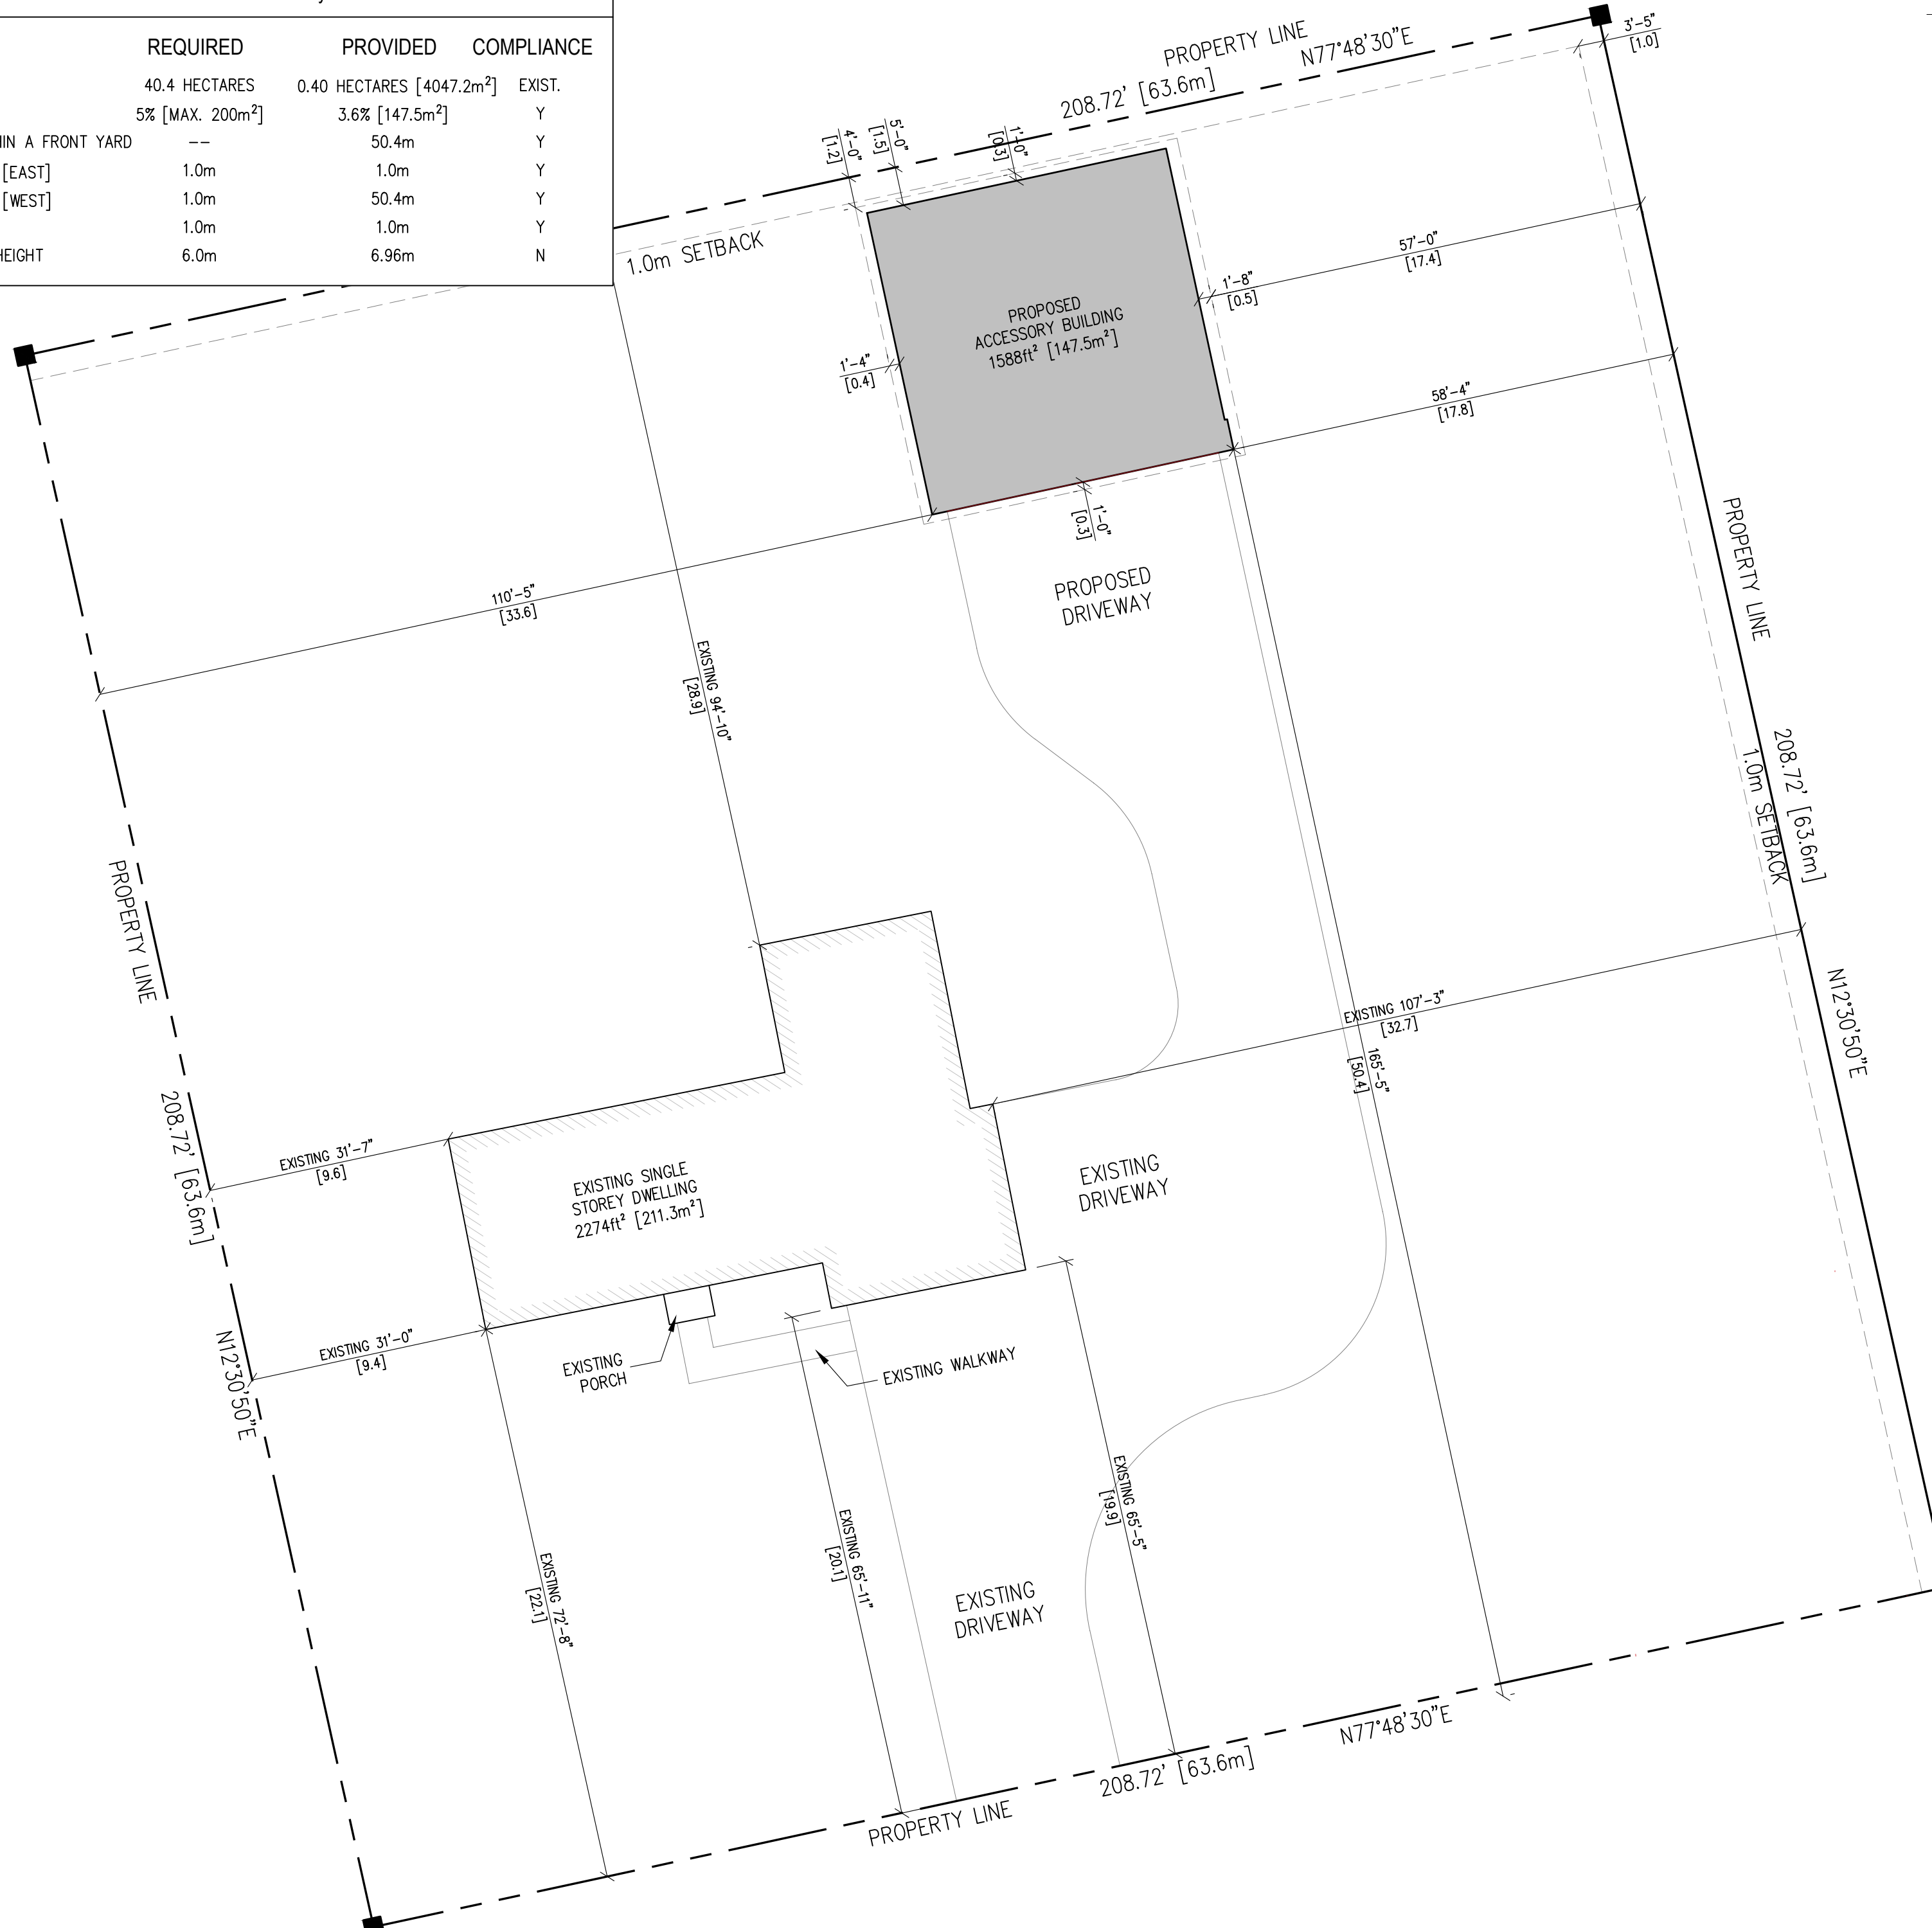 REQUIRED PROVIDED COMPLIANCE
40.4 HECTARES 0.40 HECTARES [4047.2m²] EXIST.
5% [MAX. 200m²] 3.6% [147.5m²] Y
IN A FRONT YARD -- 50.4m Y
[EAST] 1.0m 1.0m Y
[WEST] 1.0m 50.4m Y
1.0m 1.0m Y
HEIGHT 6.0m 6.96m N
PROPERTY LINE
N77°48'30"E
208.72' [63.6m]
3'-5"
[1.0]
4'-0"
[1.2]
5'-0"
[1.5]
1'-0"
[0.3]
1.0m SETBACK
PROPOSED
ACCESSORY BUILDING
1588ft² [147.5m²]
57'-0"
[17.4]
1'-8"
[0.5]
1'-4"
[0.4]
58'-4"
[17.8]
1'-0"
[0.3]
PROPOSED
DRIVEWAY
110'-5"
[33.6]
EXISTING 94'-10"
[28.9]
PROPERTY LINE
208.72' [63.6m]
1.0m SETBACK
N12°30'50"E
PROPERTY LINE
208.72' [63.6m]
N12°30'50"E
EXISTING 107'-3"
[32.7]
165'-5"
[50.4]
EXISTING 31'-7"
[9.6]
EXISTING SINGLE
STOREY DWELLING
2274ft² [211.3m²]
EXISTING
DRIVEWAY
EXISTING 31'-0"
[9.4]
EXISTING
PORCH
EXISTING WALKWAY
EXISTING 72'-8"
[22.1]
EXISTING 65'-11"
[20.1]
EXISTING 65'-5"
[19.9]
EXISTING
DRIVEWAY
N77°48'30"E
208.72' [63.6m]
PROPERTY LINE